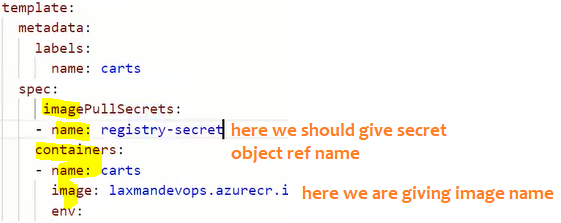 template:
metadata:
labels:
name: carts
spec:
imagePullSecrets:
- name: registry-secret here we should give secret
object ref name
containers:
- name: carts
image: laxmandevops.azurecr.i here we are giving image name
env: